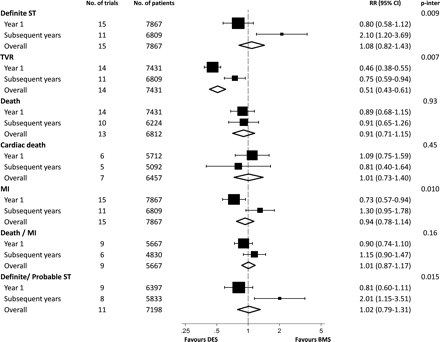 No. of trials No. of patients RR (95% CI) p-inter
Definite ST 0.009
Year 1 15 7867 0.80 (0.58-1.12)
Subsequent years 11 6809 2.10 (1.20-3.69)
Overall 15 7867 1.08 (0.82-1.43)
TVR 0.007
Year 1 14 7431 0.46 (0.38-0.55)
Subsequent years 11 6809 0.75 (0.59-0.94)
Overall 14 7431 0.51 (0.43-0.61)
Death 0.93
Year 1 14 7431 0.89 (0.68-1.15)
Subsequent years 10 6224 0.91 (0.65-1.26)
Overall 13 6812 0.91 (0.71-1.15)
Cardiac death 0.45
Year 1 6 5712 1.09 (0.75-1.59)
Subsequent years 5 5092 0.81 (0.40-1.64)
Overall 7 6457 1.01 (0.73-1.40)
MI 0.010
Year 1 15 7867 0.73 (0.57-0.94)
Subsequent years 11 6809 1.30 (0.95-1.78)
Overall 15 7867 0.94 (0.78-1.14)
Death / MI 0.16
Year 1 9 5667 0.90 (0.74-1.10)
Subsequent years 6 4830 1.15 (0.90-1.47)
Overall 9 5667 1.01 (0.87-1.17)
Definite/ Probable ST 0.015
Year 1 9 6397 0.81 (0.60-1.11)
Subsequent years 8 5833 2.01 (1.15-3.51)
Overall 11 7198 1.02 (0.79-1.31)
.25 .5 1 2 4
Favours DES Favours BMS